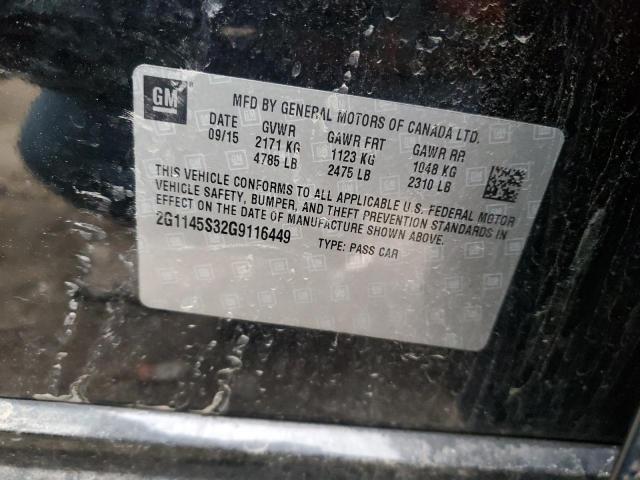 GM
MFD BY GENERAL MOTORS OF CANADA LTD.
DATE GVWR GAWR FRT GAWR RR
09/15 2171 KG 1123 KG 1048 KG
4785 LB 2475 LB 2310 LB
THIS VEHICLE CONFORMS TO ALL APPLICABLE U.S. FEDERAL MOTOR
VEHICLE SAFETY, BUMPER, AND THEFT PREVENTION STANDARDS IN
EFFECT ON THE DATE OF MANUFACTURE SHOWN ABOVE.
2G1145S32G9116449 TYPE: PASS CAR